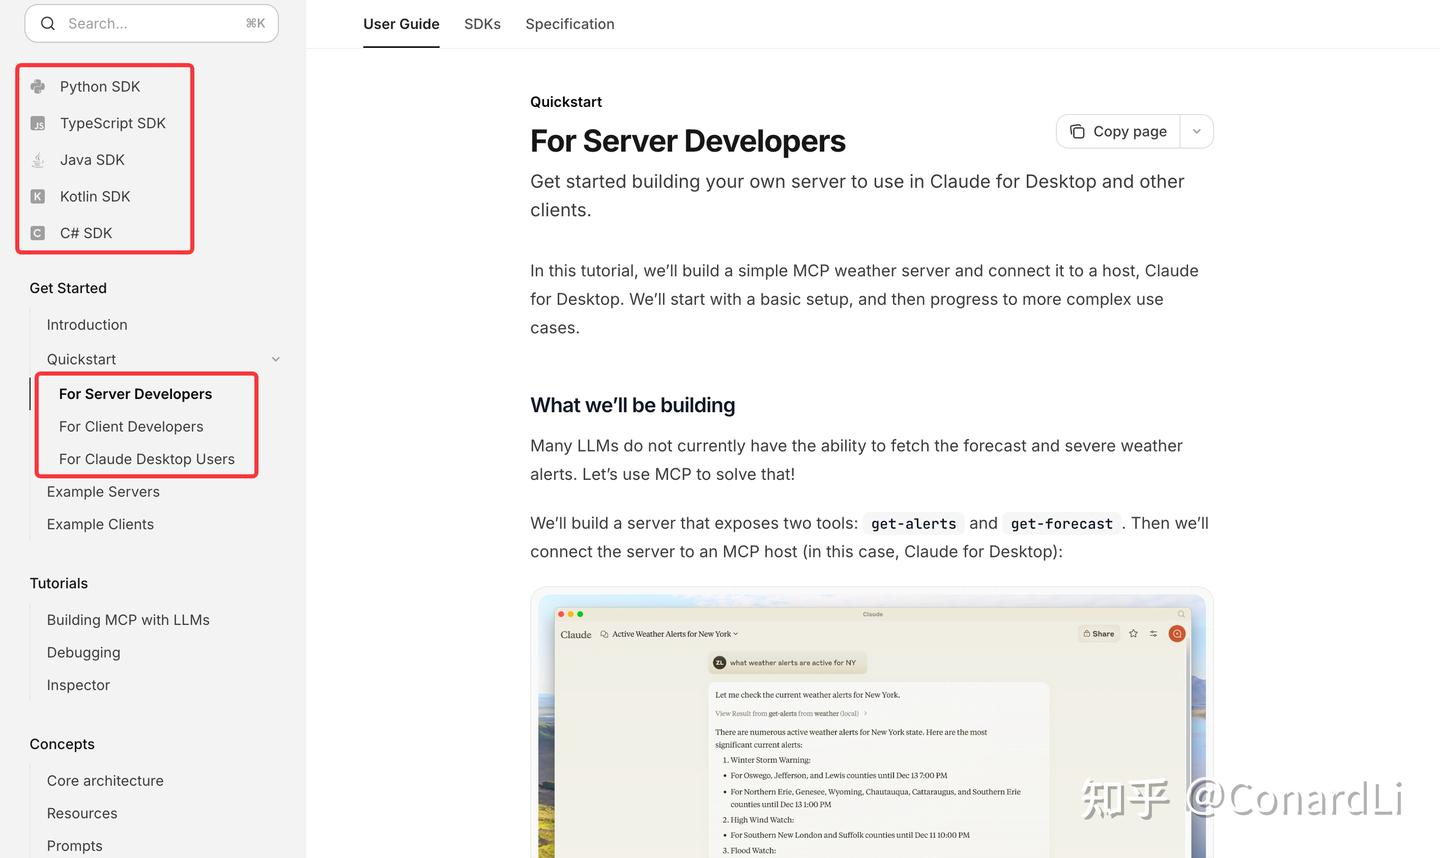 Search...
⌘K
User Guide
SDKs
Specification
Python SDK
TypeScript SDK
Java SDK
Kotlin SDK
C# SDK
Get Started
Introduction
Quickstart
For Server Developers
For Client Developers
For Claude Desktop Users
Example Servers
Example Clients
Tutorials
Building MCP with LLMs
Debugging
Inspector
Concepts
Core architecture
Resources
Prompts
Quickstart
For Server Developers
Copy page
Get started building your own server to use in Claude for Desktop and other
clients.
In this tutorial, we’ll build a simple MCP weather server and connect it to a host, Claude
for Desktop. We’ll start with a basic setup, and then progress to more complex use
cases.
What we’ll be building
Many LLMs do not currently have the ability to fetch the forecast and severe weather
alerts. Let’s use MCP to solve that!
We’ll build a server that exposes two tools: get-alerts and get-forecast. Then we’ll
connect the server to an MCP host (in this case, Claude for Desktop):
Claude
Claude
Active Weather Alerts for New York
Share
ZL what weather alerts are active for NY
Let me check the current weather alerts for New York.
View Result from get-alerts from weather (local)
There are numerous active weather alerts for New York state. Here are the most
significant current alerts:
1. Winter Storm Warning:
• For Oswego, Jefferson, and Lewis counties until Dec 13 7:00 PM
• For Northern Erie, Genesee, Wyoming, Chautauqua, Cattaraugus, and Southern Erie
counties until Dec 13 1:00 PM
2. High Wind Watch:
• For Southern New London and Suffolk counties until Dec 11 10:00 PM
3. Flood Watch:
知乎 @ConardLi